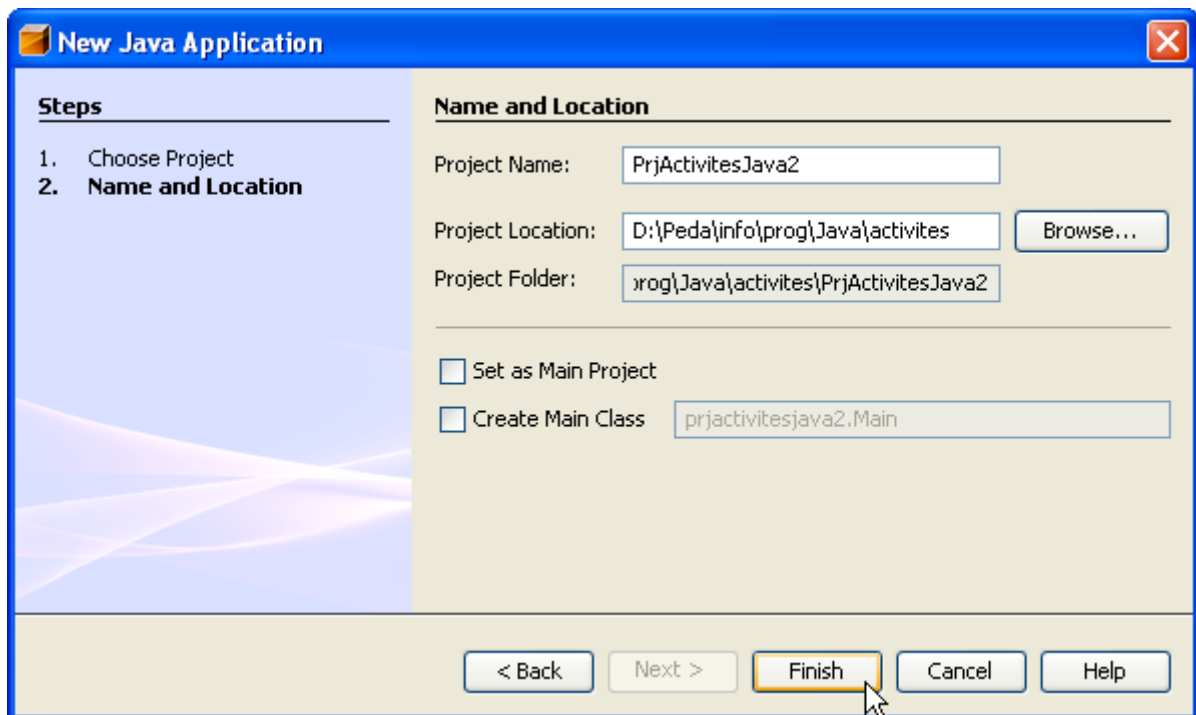 New Java Application
Steps
1. Choose Project
2. Name and Location
Name and Location
Project Name: PrjActivitesJava2
Project Location: D:\Peda\info\prog\Java\activites Browse...
Project Folder: rog\Java\activites\PrjActivitesJava2
Set as Main Project
Create Main Class prjactivitesjava2.Main
< Back Next > Finish Cancel Help